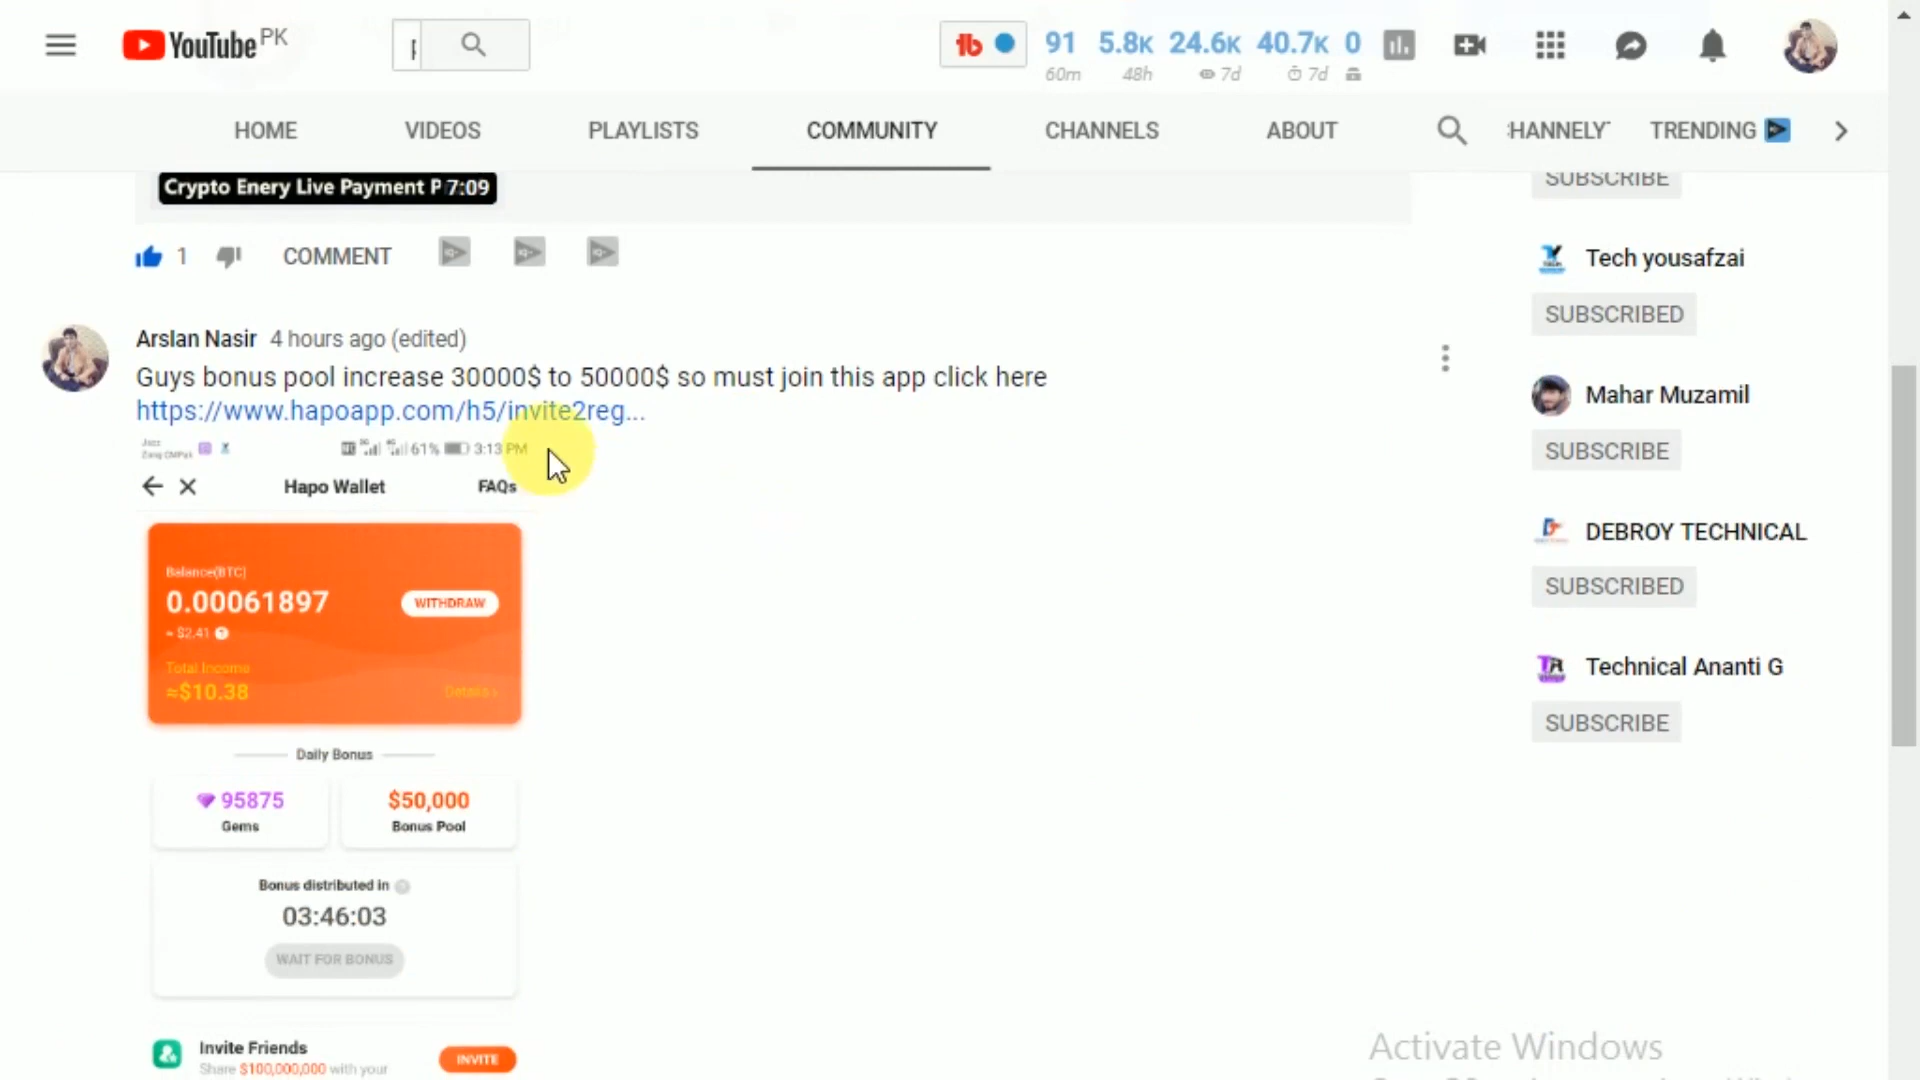 YouTube PK
91 5.8K 24.6K 40.7K 0
60m 48h 7d 7d
HOME VIDEOS PLAYLISTS COMMUNITY CHANNELS ABOUT TRENDING
Crypto Enery Live Payment P 7:09
SUBSCRIBE
1 COMMENT
Tech yousafzai
SUBSCRIBED
Arslan Nasir 4 hours ago (edited)
Guys bonus pool increase 30000$ to 50000$ so must join this app click here
https://www.hapoapp.com/h5/invite2reg...
Mahar Muzamil
SUBSCRIBE
61% 3:13 PM
Hapo Wallet FAQs
DEBROY TECHNICAL
SUBSCRIBED
Balance(BTC)
0.00061897 WITHDRAW
≈ $2.41
Total Income
≈$10.38 Details >
Technical Ananti G
SUBSCRIBE
Daily Bonus
95875 $50,000
Gems Bonus Pool
Bonus distributed in
03:46:03
WAIT FOR BONUS
Invite Friends
Share $100,000,000 with your
INVITE
Activate Windows